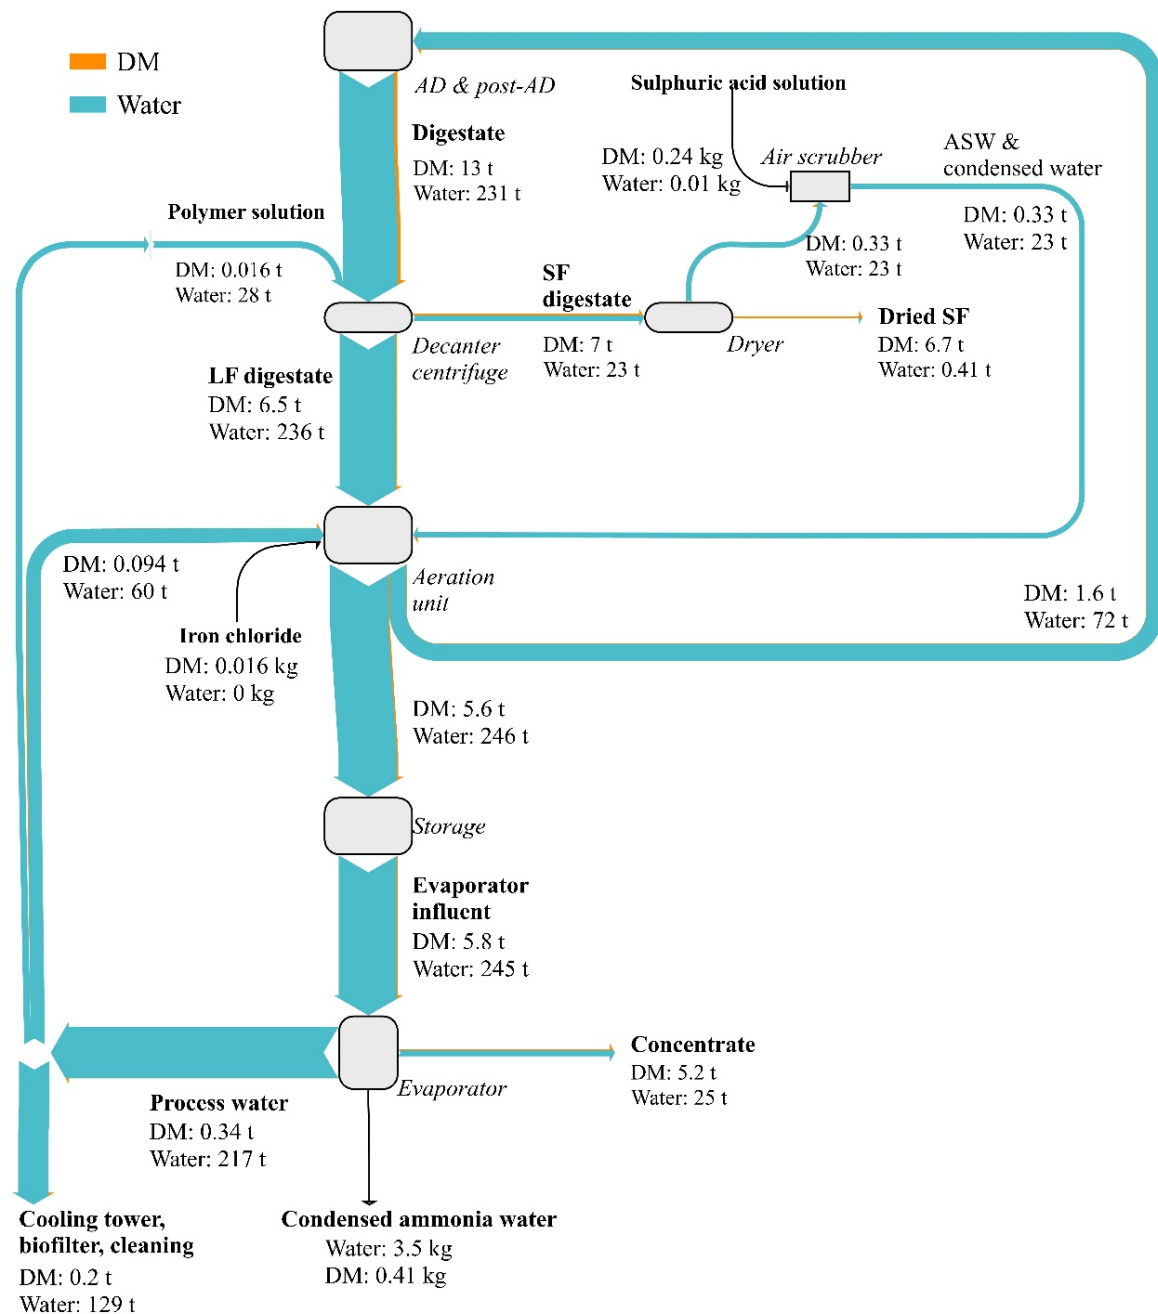 DM
Water
AD & post-AD
Digestate
DM: 13 t
Water: 231 t
Sulphuric acid solution
DM: 0.24 kg
Water: 0.01 kg
Air scrubber
ASW &
condensed water
DM: 0.33 t
Water: 23 t
DM: 0.33 t
Water: 23 t
Polymer solution
DM: 0.016 t
Water: 28 t
SF
digestate
DM: 7 t
Water: 23 t
Decanter
centrifuge
Dryer
Dried SF
DM: 6.7 t
Water: 0.41 t
LF digestate
DM: 6.5 t
Water: 236 t
DM: 0.094 t
Water: 60 t
Aeration
unit
Iron chloride
DM: 0.016 kg
Water: 0 kg
DM: 1.6 t
Water: 72 t
DM: 5.6 t
Water: 246 t
Storage
Evaporator
influent
DM: 5.8 t
Water: 245 t
Evaporator
Concentrate
DM: 5.2 t
Water: 25 t
Process water
DM: 0.34 t
Water: 217 t
Cooling tower,
biofilter, cleaning
DM: 0.2 t
Water: 129 t
Condensed ammonia water
Water: 3.5 kg
DM: 0.41 kg